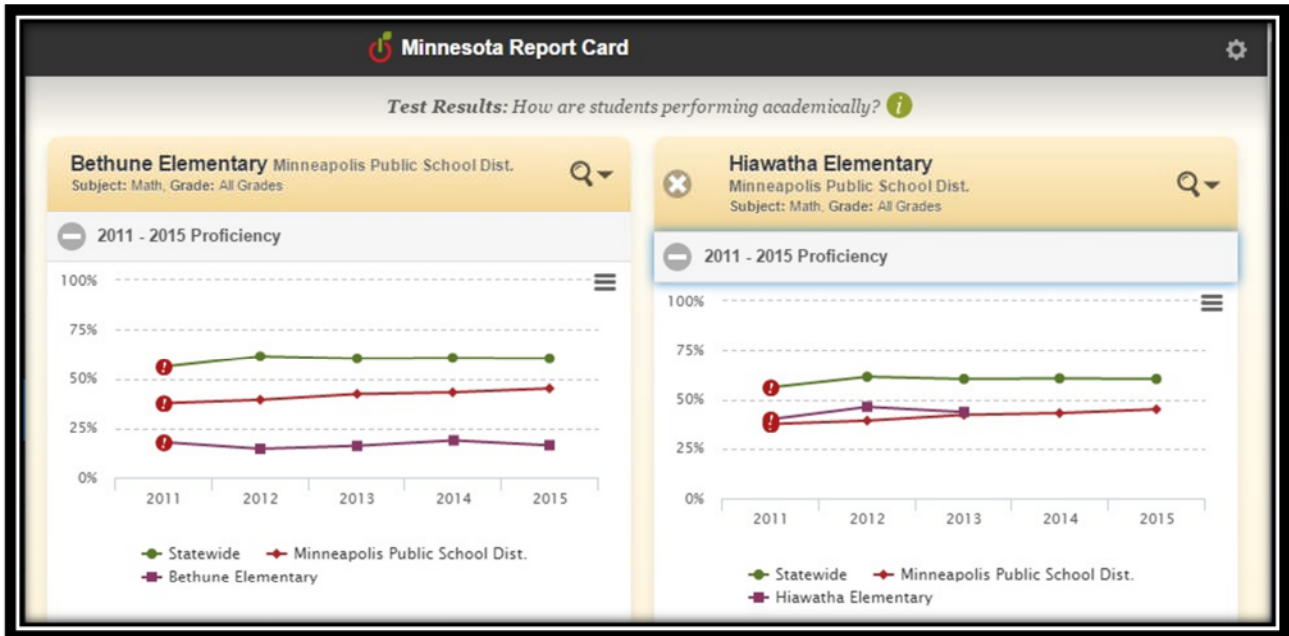 Minnesota Report Card
Test Results: How are students performing academically? i
Bethune Elementary Minneapolis Public School Dist.
Subject: Math, Grade: All Grades
2011 - 2015 Proficiency
100%
75%
50%
25%
0%
2011 2012 2013 2014 2015
Statewide Minneapolis Public School Dist.
Bethune Elementary
Hiawatha Elementary
Minneapolis Public School Dist.
Subject: Math, Grade: All Grades
2011 - 2015 Proficiency
100%
75%
50%
25%
0%
2011 2012 2013 2014 2015
Statewide Minneapolis Public School Dist.
Hiawatha Elementary